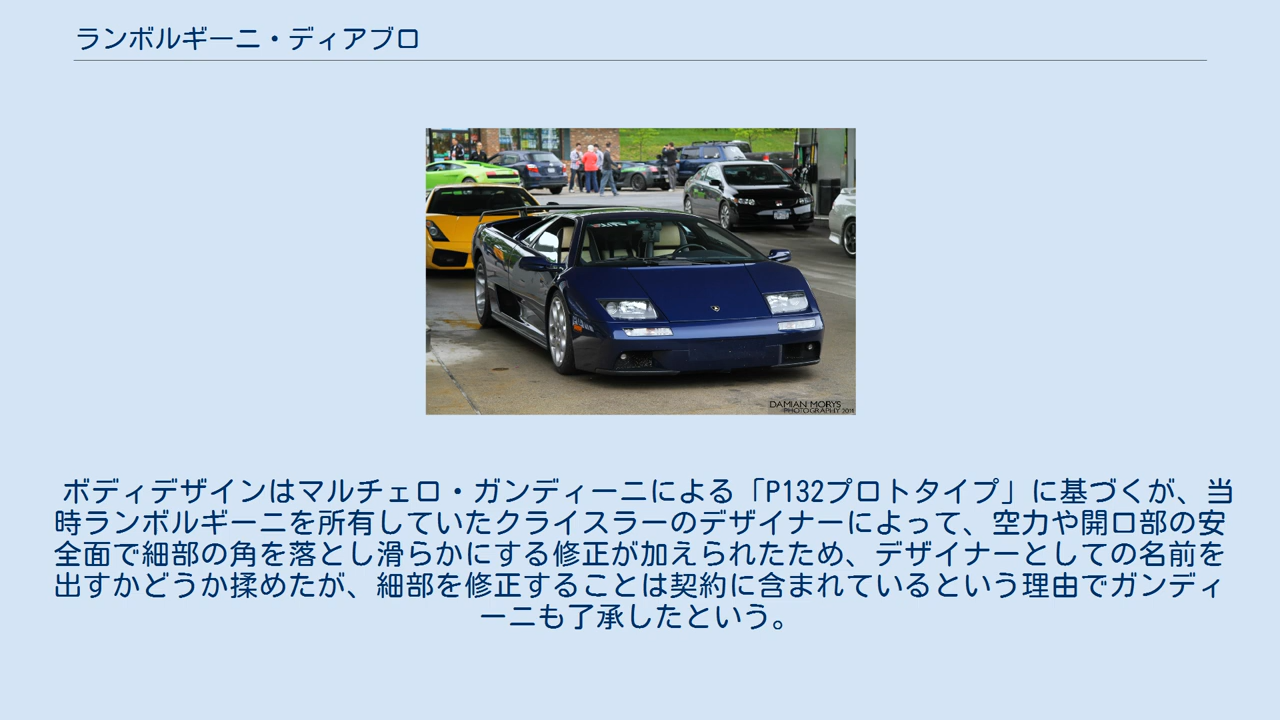 ランボルギーニ・ディアブロ
DAMIAN MORYS
PHOTOGRAPHY 2011
ボディデザインはマルチェロ・ガンディーニによる「P132プロトタイプ」に基づくが、当
時ランボルギーニを所有していたクライスラーのデザイナーによって、空力や開口部の安
全面で細部の角を落とし滑らかにする修正が加えられたため、デザイナーとしての名前を
出すかどうか揉めたが、細部を修正することは契約に含まれているという理由でガンディ
ーニも了承したという。